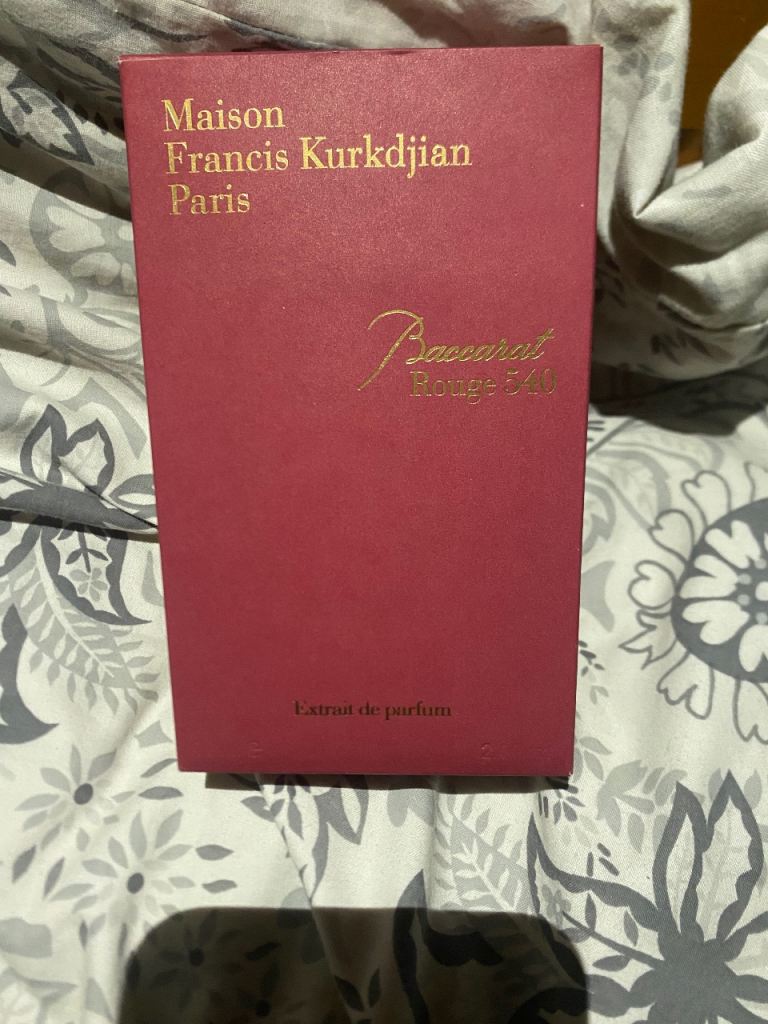 Maison
Francis Kurkdjian
Paris
Baccarat
Rouge 540
Extrait de parfum